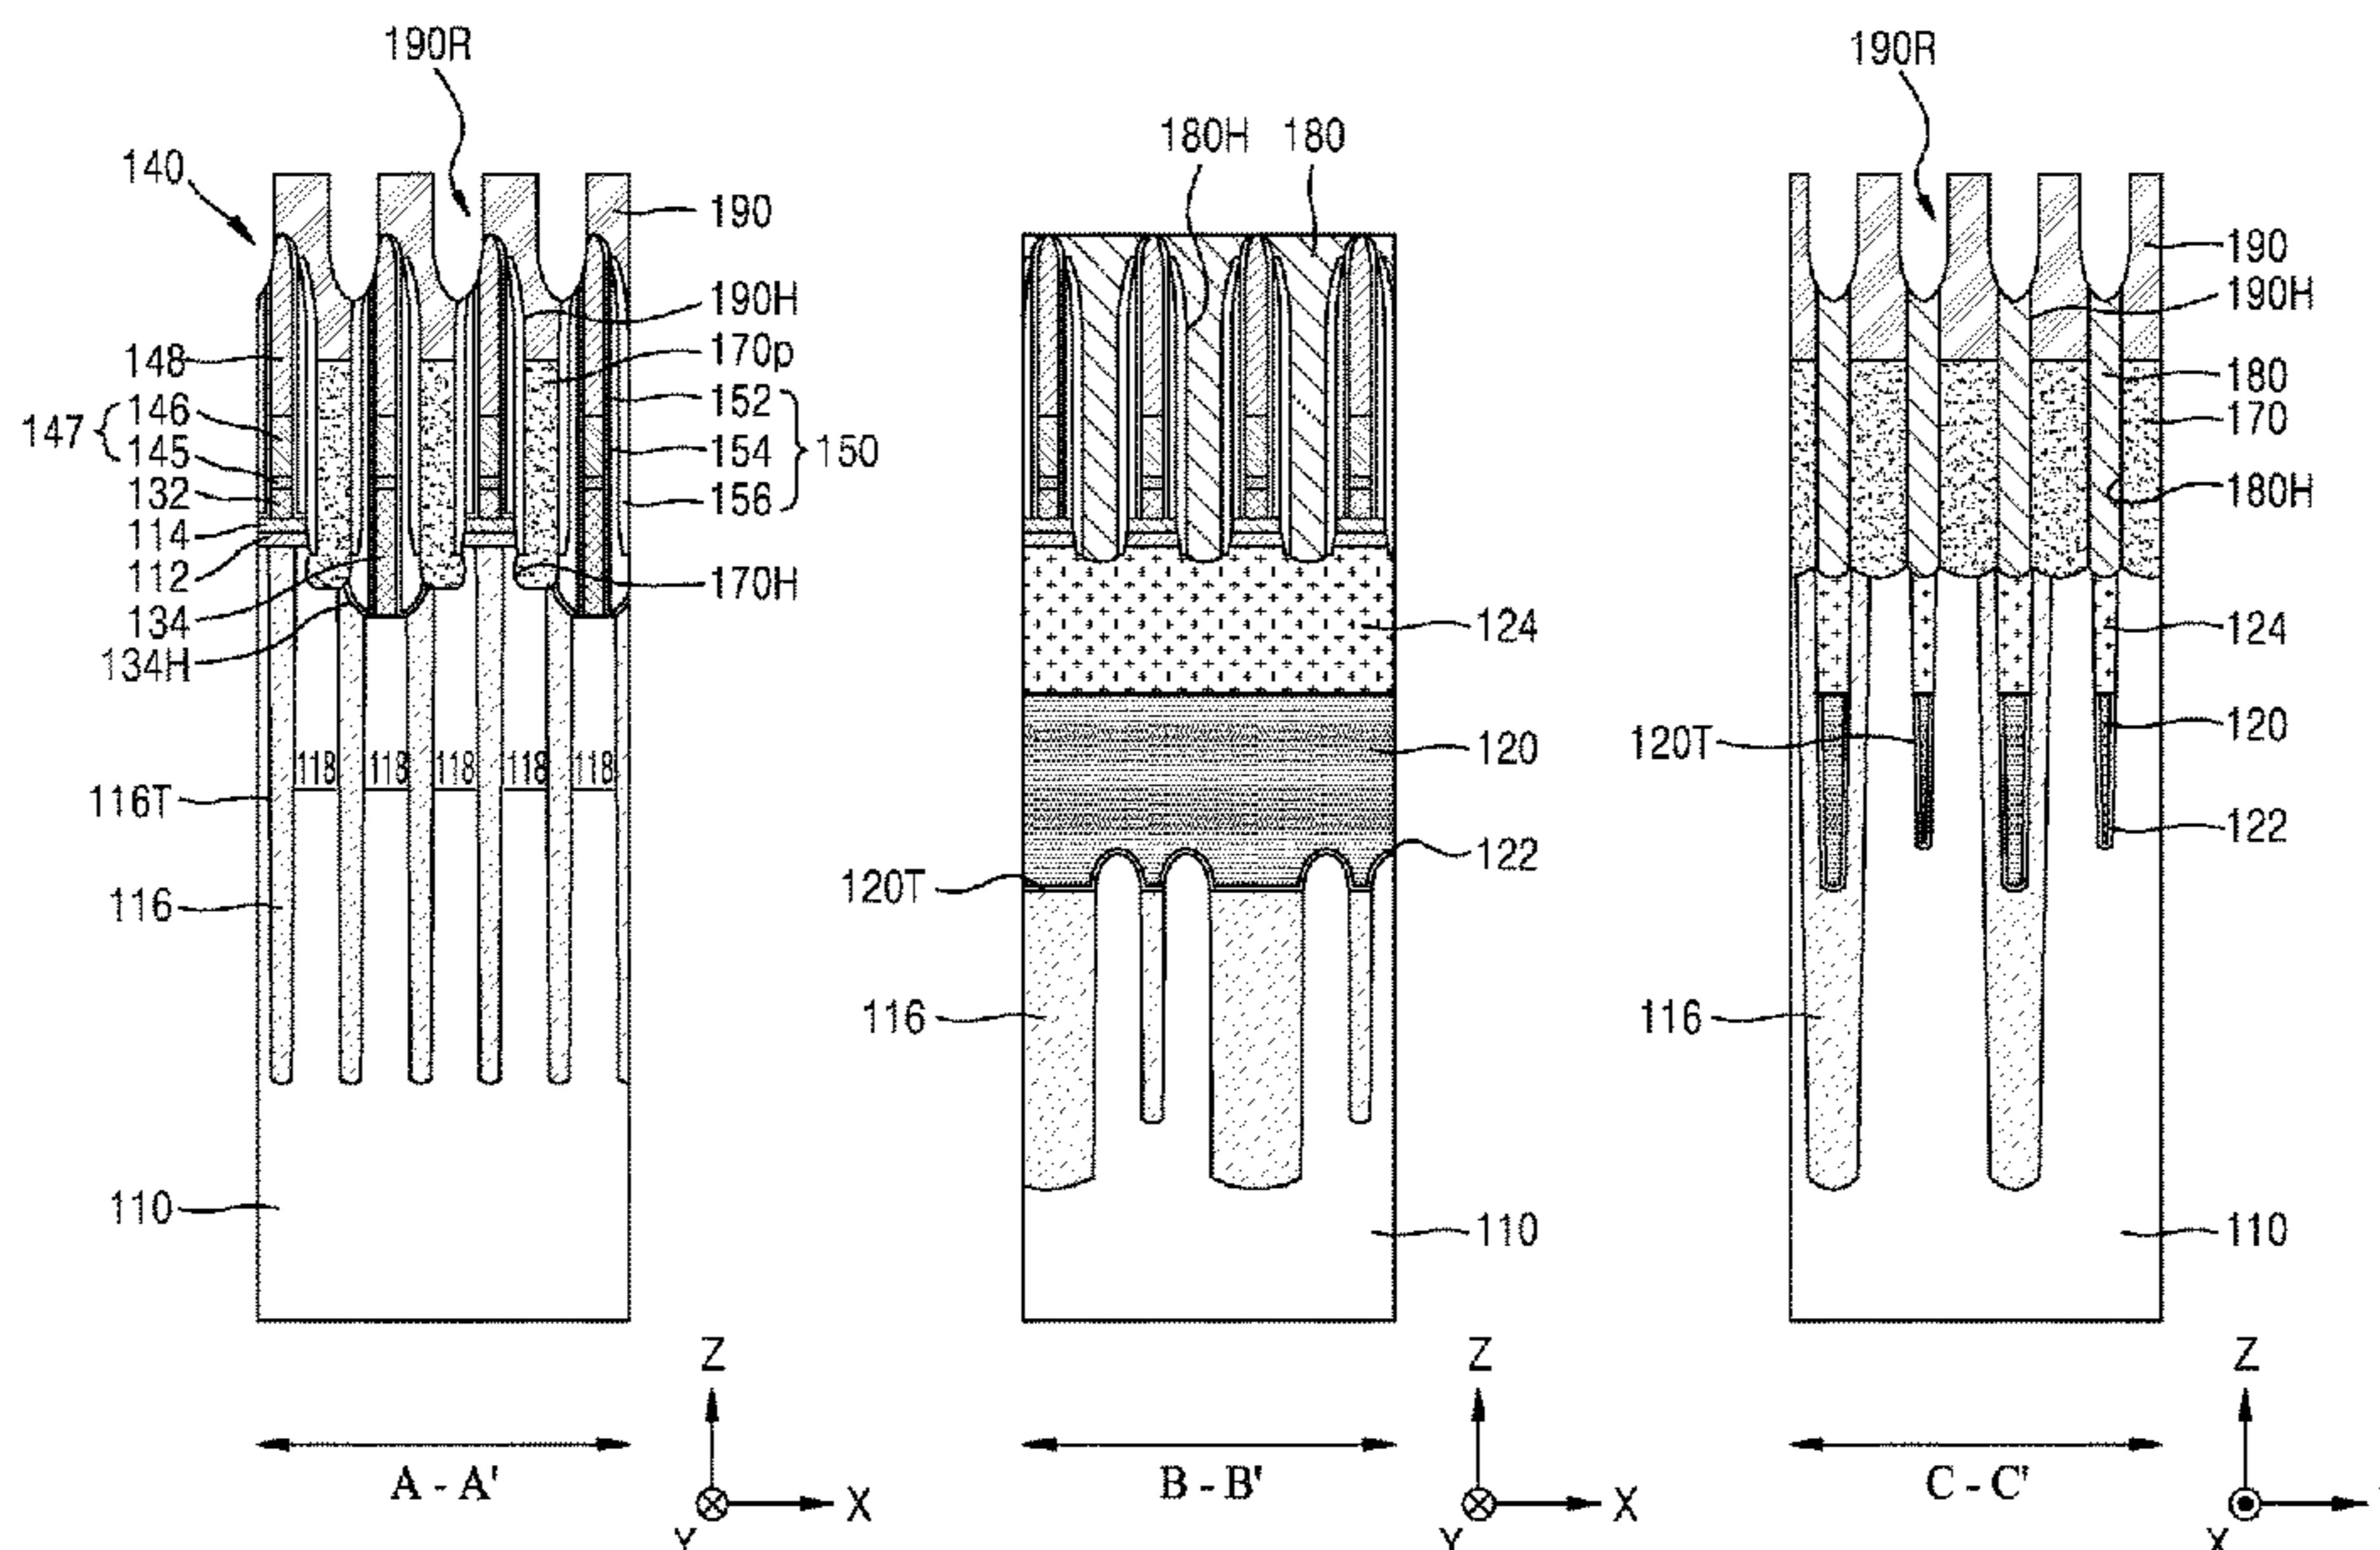 190R
140
190
190H
148
170p
146
152
147
145
154
150
132
156
114
112
170H
134
134H
118 118 118 118 118
116T
116
110
Z
X
Y
A - A'
180H 180
124
120
122
120T
116
110
Z
X
Y
B - B'
190R
190
190H
180
170
180H
124
120T
120
122
116
110
Z
X
C - C'